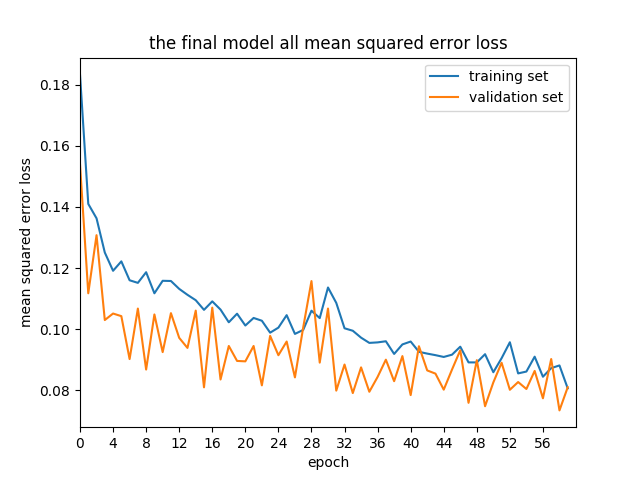 the final model all mean squared error loss
training set
validation set
mean squared error loss
0.18
0.16
0.14
0.12
0.10
0.08
0 4 8 12 16 20 24 28 32 36 40 44 48 52 56
epoch